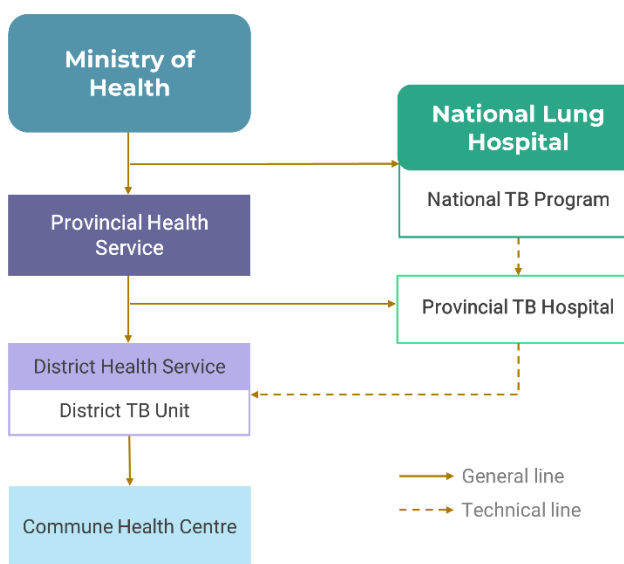 Ministry of
Health
National Lung
Hospital
National TB Program
Provincial Health
Service
Provincial TB Hospital
District Health Service
District TB Unit
General line
Technical line
Commune Health Centre